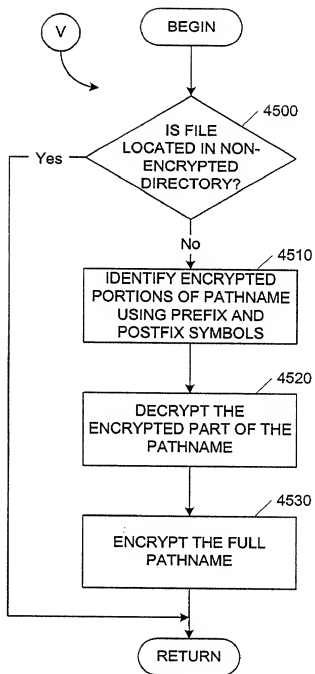 V
BEGIN
4500
IS FILE
LOCATED IN NON-
ENCRYPTED
DIRECTORY?
Yes
No
4510
IDENTIFY ENCRYPTED
PORTIONS OF PATHNAME
USING PREFIX AND
POSTFIX SYMBOLS
4520
DECRYPT THE
ENCRYPTED PART OF THE
PATHNAME
4530
ENCRYPT THE FULL
PATHNAME
RETURN